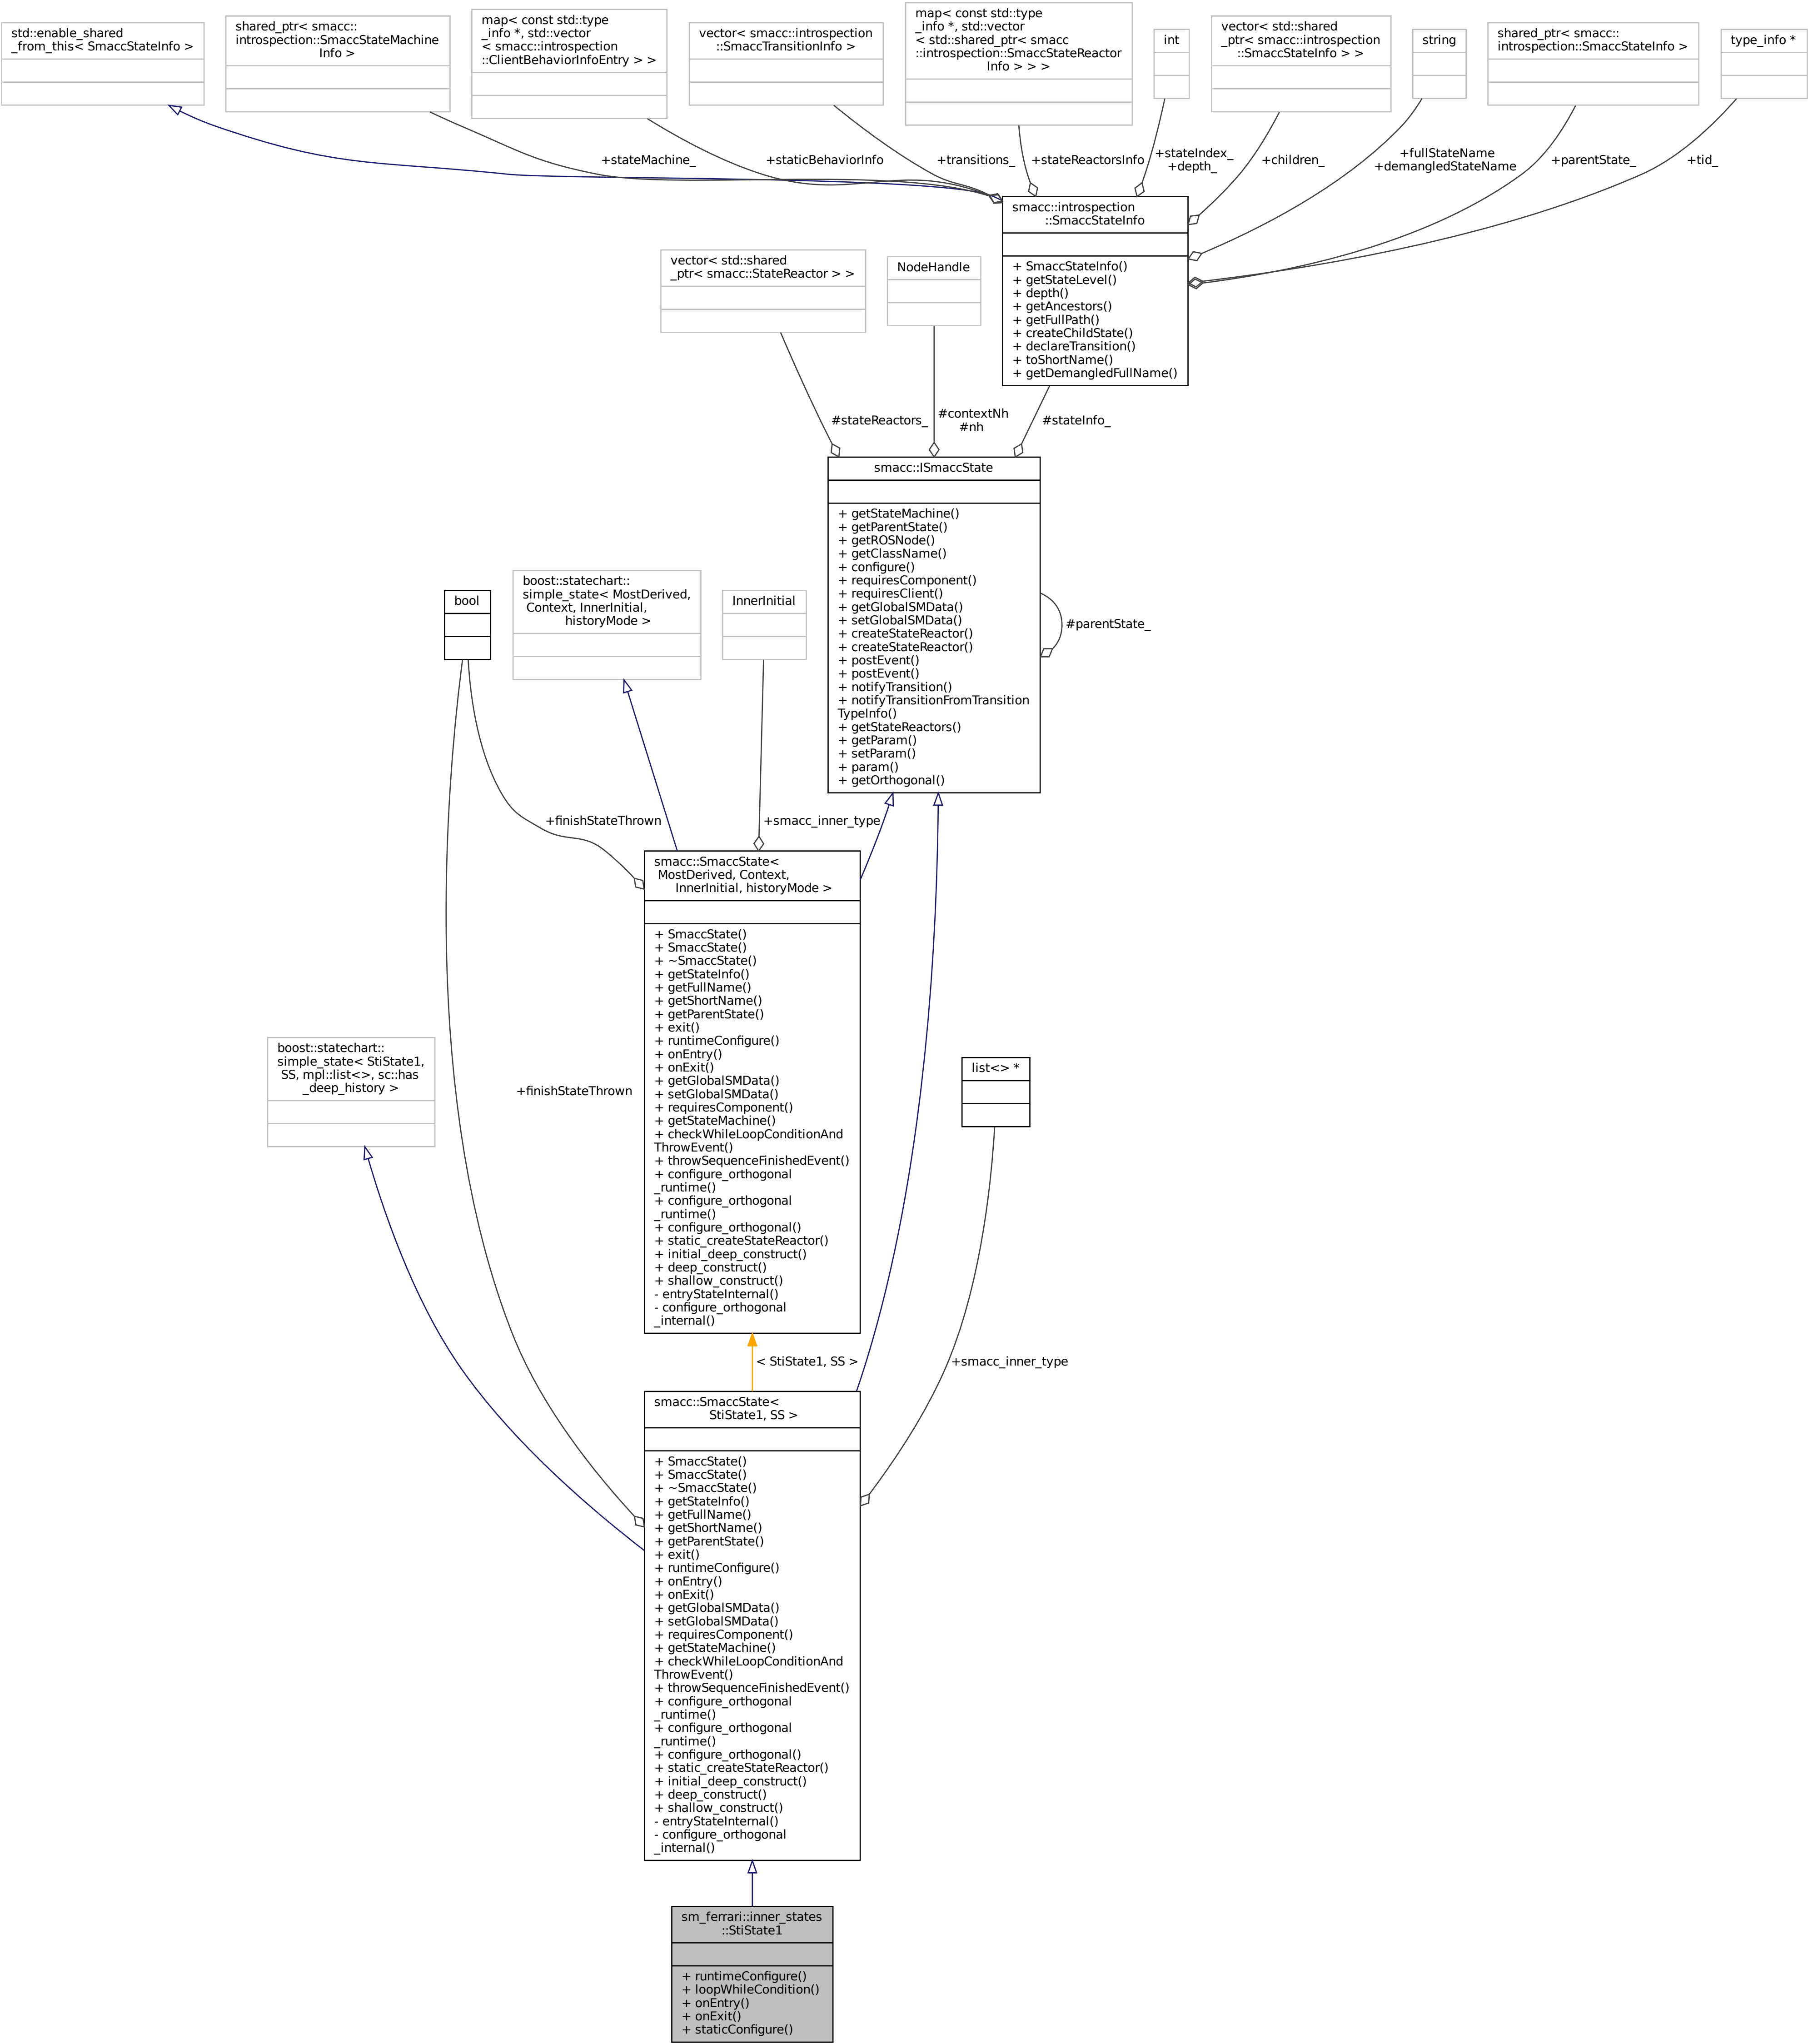 std::enable_shared
_from_this< SmaccStateInfo >
shared_ptr< smacc::
introspection::SmaccStateMachine
Info >
map< const std::type
_info *, std::vector
< smacc::introspection
::ClientBehaviorInfoEntry > >
vector< smacc::introspection
::SmaccTransitionInfo >
map< const std::type
_info *, std::vector
< std::shared_ptr< smacc
::introspection::SmaccStateReactor
Info > > >
int
vector< std::shared
_ptr< smacc::introspection
::SmaccStateInfo > >
string
shared_ptr< smacc::
introspection::SmaccStateInfo >
type_info *
+stateMachine_
+staticBehaviorInfo
+transitions_
+stateReactorsInfo
+stateIndex_
+depth_
+children_
+fullStateName
+demangledStateName
+parentState_
+tid_
smacc::introspection
::SmaccStateInfo
+ SmaccStateInfo()
+ getStateLevel()
+ depth()
+ getAncestors()
+ getFullPath()
+ createChildState()
+ declareTransition()
+ toShortName()
+ getDemangledFullName()
vector< std::shared
_ptr< smacc::StateReactor > >
NodeHandle
#stateReactors_
#contextNh
#nh
#stateInfo_
smacc::ISmaccState
+ getStateMachine()
+ getParentState()
+ getROSNode()
+ getClassName()
+ configure()
+ requiresComponent()
+ requiresClient()
+ getGlobalSMData()
+ setGlobalSMData()
+ createStateReactor()
+ createStateReactor()
+ postEvent()
+ postEvent()
+ notifyTransition()
+ notifyTransitionFromTransition
TypeInfo()
+ getStateReactors()
+ getParam()
+ setParam()
+ param()
+ getOrthogonal()
#parentState_
bool
boost::statechart::
simple_state< MostDerived,
Context, InnerInitial,
historyMode >
InnerInitial
+finishStateThrown
+smacc_inner_type
smacc::SmaccState<
MostDerived, Context,
InnerInitial, historyMode >
+ SmaccState()
+ SmaccState()
+ ~SmaccState()
+ getStateInfo()
+ getFullName()
+ getShortName()
+ getParentState()
+ exit()
+ runtimeConfigure()
+ onEntry()
+ onExit()
+ getGlobalSMData()
+ setGlobalSMData()
+ requiresComponent()
+ getStateMachine()
+ checkWhileLoopConditionAnd
ThrowEvent()
+ throwSequenceFinishedEvent()
+ configure_orthogonal
_runtime()
+ configure_orthogonal
_runtime()
+ configure_orthogonal()
+ static_createStateReactor()
+ initial_deep_construct()
+ deep_construct()
+ shallow_construct()
- entryStateInternal()
- configure_orthogonal
_internal()
boost::statechart::
simple_state< StiState1,
SS, mpl::list<>, sc::has
_deep_history >
+finishStateThrown
list<> *
< StiState1, SS >
+smacc_inner_type
smacc::SmaccState<
StiState1, SS >
+ SmaccState()
+ SmaccState()
+ ~SmaccState()
+ getStateInfo()
+ getFullName()
+ getShortName()
+ getParentState()
+ exit()
+ runtimeConfigure()
+ onEntry()
+ onExit()
+ getGlobalSMData()
+ setGlobalSMData()
+ requiresComponent()
+ getStateMachine()
+ checkWhileLoopConditionAnd
ThrowEvent()
+ throwSequenceFinishedEvent()
+ configure_orthogonal
_runtime()
+ configure_orthogonal
_runtime()
+ configure_orthogonal()
+ static_createStateReactor()
+ initial_deep_construct()
+ deep_construct()
+ shallow_construct()
- entryStateInternal()
- configure_orthogonal
_internal()
sm_ferrari::inner_states
::StiState1
+ runtimeConfigure()
+ loopWhileCondition()
+ onEntry()
+ onExit()
+ staticConfigure()